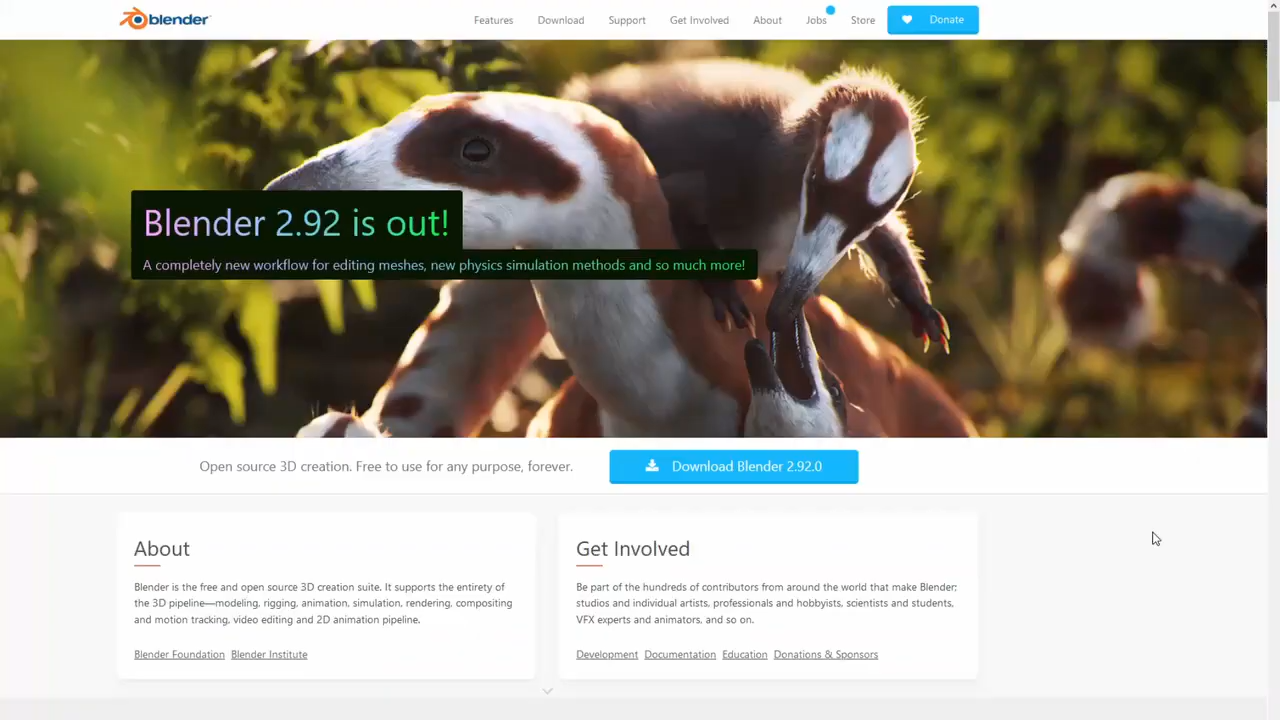 blender
Features Download Support Get Involved About Jobs Store Donate
Blender 2.92 is out!
A completely new workflow for editing meshes, new physics simulation methods and so much more!
Open source 3D creation. Free to use for any purpose, forever.
Download Blender 2.92.0
About
Blender is the free and open source 3D creation suite. It supports the entirety of
the 3D pipeline—modeling, rigging, animation, simulation, rendering, compositing
and motion tracking, video editing and 2D animation pipeline.
Blender Foundation Blender Institute
Get Involved
Be part of the hundreds of contributors from around the world that make Blender;
studios and individual artists, professionals and hobbyists, scientists and students,
VFX experts and animators, and so on.
Development Documentation Education Donations & Sponsors